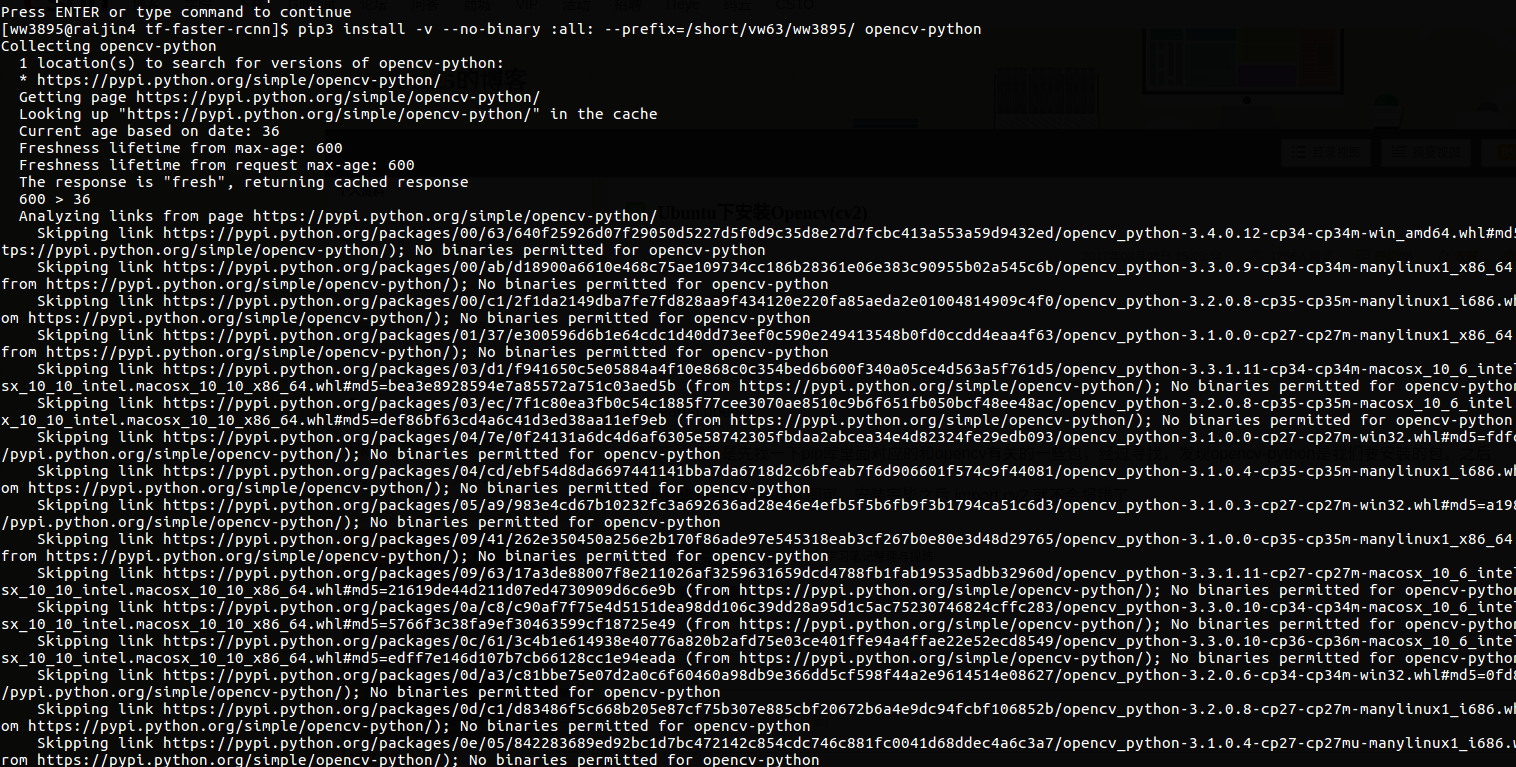 Press ENTER or type command to continue
[ww3895@raijin4 tf-faster-rcnn]$ pip3 install -v --no-binary :all: --prefix=/short/vw63/ww3895/ opencv-python
Collecting opencv-python
  1 location(s) to search for versions of opencv-python:
  * https://pypi.python.org/simple/opencv-python/
  Getting page https://pypi.python.org/simple/opencv-python/
  Looking up "https://pypi.python.org/simple/opencv-python/" in the cache
  Current age based on date: 36
  Freshness lifetime from max-age: 600
  Freshness lifetime from request max-age: 600
  The response is "fresh", returning cached response
  600 > 36
  Analyzing links from page https://pypi.python.org/simple/opencv-python/
Ubuntu下安装Opencv(cv2)
    Skipping link https://pypi.python.org/packages/00/63/640f25926d07f29050d5227d5f0d9c35d8e27d7fcbc413a553a59d9432ed/opencv_python-3.4.0.12-cp34-cp34m-win_amd64.whl#md5
tps://pypi.python.org/simple/opencv-python/); No binaries permitted for opencv-python
    Skipping link https://pypi.python.org/packages/00/ab/d18900a6610e468c75ae109734cc186b28361e06e383c90955b02a545c6b/opencv_python-3.3.0.9-cp34-cp34m-manylinux1_x86_64
from https://pypi.python.org/simple/opencv-python/); No binaries permitted for opencv-python
    Skipping link https://pypi.python.org/packages/00/c1/2f1da2149dba7fe7fd828aa9f434120e220fa85aeda2e01004814909c4f0/opencv_python-3.2.0.8-cp35-cp35m-manylinux1_i686.wh
om https://pypi.python.org/simple/opencv-python/); No binaries permitted for opencv-python
    Skipping link https://pypi.python.org/packages/01/37/e300596d6b1e64cdc1d40dd73eef0c590e249413548b0fd0ccdd4eaa4f63/opencv_python-3.1.0.0-cp27-cp27m-manylinux1_x86_64
from https://pypi.python.org/simple/opencv-python/); No binaries permitted for opencv-python
    Skipping link https://pypi.python.org/packages/03/d1/f941650c5e05884a4f10e868c0c354bed6b600f340a05ce4d563a5f761d5/opencv_python-3.3.1.11-cp34-cp34m-macosx_10_6_intel
sx_10_10_intel.macosx_10_10_x86_64.whl#md5=bea3e8928594e7a85572a751c03aed5b (from https://pypi.python.org/simple/opencv-python/); No binaries permitted for opencv-python
    Skipping link https://pypi.python.org/packages/03/ec/7f1c80ea3fb0c54c1885f77cee3070ae8510c9b6f651fb050bcf48ee48ac/opencv_python-3.2.0.8-cp35-cp35m-macosx_10_6_intel
x_10_10_intel.macosx_10_10_x86_64.whl#md5=def86bf63cd4a6c41d3ed38aa11ef9eb (from https://pypi.python.org/simple/opencv-python/); No binaries permitted for opencv-python
    Skipping link https://pypi.python.org/packages/04/7e/0f24131a6dc4d6af6305e58742305fbdaa2abcea34e4d82324fe29edb093/opencv_python-3.1.0.0-cp27-cp27m-win32.whl#md5=fdfc
/pypi.python.org/simple/opencv-python/); No binaries permitted for opencv-python
    Skipping link https://pypi.python.org/packages/04/cd/ebf54d8da6697441141bba7da6718d2c6bfeab7f6d906601f574c9f44081/opencv_python-3.1.0.4-cp35-cp35m-manylinux1_i686.wh
om https://pypi.python.org/simple/opencv-python/); No binaries permitted for opencv-python
    Skipping link https://pypi.python.org/packages/05/a9/983e4cd67b10232fc3a692636ad28e46e4efb5f5b6fb9f3b1794ca51c6d3/opencv_python-3.1.0.3-cp27-cp27m-win32.whl#md5=a198
/pypi.python.org/simple/opencv-python/); No binaries permitted for opencv-python
    Skipping link https://pypi.python.org/packages/09/41/262e350450a256e2b170f86ade97e545318eab3cf267b0e80e3d48d29765/opencv_python-3.1.0.0-cp35-cp35m-manylinux1_x86_64
from https://pypi.python.org/simple/opencv-python/); No binaries permitted for opencv-python
    Skipping link https://pypi.python.org/packages/09/63/17a3de88007f8e211026af3259631659dcd4788fb1fab19535adbb32960d/opencv_python-3.3.1.11-cp27-cp27m-macosx_10_6_intel
sx_10_10_intel.macosx_10_10_x86_64.whl#md5=21619de44d211d07ed4730909d6c6e9b (from https://pypi.python.org/simple/opencv-python/); No binaries permitted for opencv-python
    Skipping link https://pypi.python.org/packages/0a/c8/c90af7f75e4d5151dea98dd106c39dd28a95d1c5ac75230746824cffc283/opencv_python-3.3.0.10-cp34-cp34m-macosx_10_6_intel
sx_10_10_intel.macosx_10_10_x86_64.whl#md5=5766f3c38fa9ef30463599cf18725e49 (from https://pypi.python.org/simple/opencv-python/); No binaries permitted for opencv-python
    Skipping link https://pypi.python.org/packages/0c/61/3c4b1e614938e40776a820b2afd75e03ce401ffe94a4ffae22e52ecd8549/opencv_python-3.3.0.10-cp36-cp36m-macosx_10_6_intel
sx_10_10_intel.macosx_10_10_x86_64.whl#md5=edff7e146d107b7cb66128cc1e94eada (from https://pypi.python.org/simple/opencv-python/); No binaries permitted for opencv-python
    Skipping link https://pypi.python.org/packages/0d/a3/c81bbe75e07d2a0c6f60460a98db9e366dd5cf598f44a2e9614514e08627/opencv_python-3.2.0.6-cp34-cp34m-win32.whl#md5=0fd8
/pypi.python.org/simple/opencv-python/); No binaries permitted for opencv-python
    Skipping link https://pypi.python.org/packages/0d/c1/d83486f5c668b205e87cf75b307e885cbf20672b6a4e9dc94fcbf106852b/opencv_python-3.2.0.8-cp27-cp27m-manylinux1_i686.wh
om https://pypi.python.org/simple/opencv-python/); No binaries permitted for opencv-python
    Skipping link https://pypi.python.org/packages/0e/05/842283689ed92bc1d7bc472142c854cdc746c881fc0041d68ddec4a6c3a7/opencv_python-3.1.0.4-cp27-cp27mu-manylinux1_i686.w
rom https://pypi.python.org/simple/opencv-python/); No binaries permitted for opencv-python